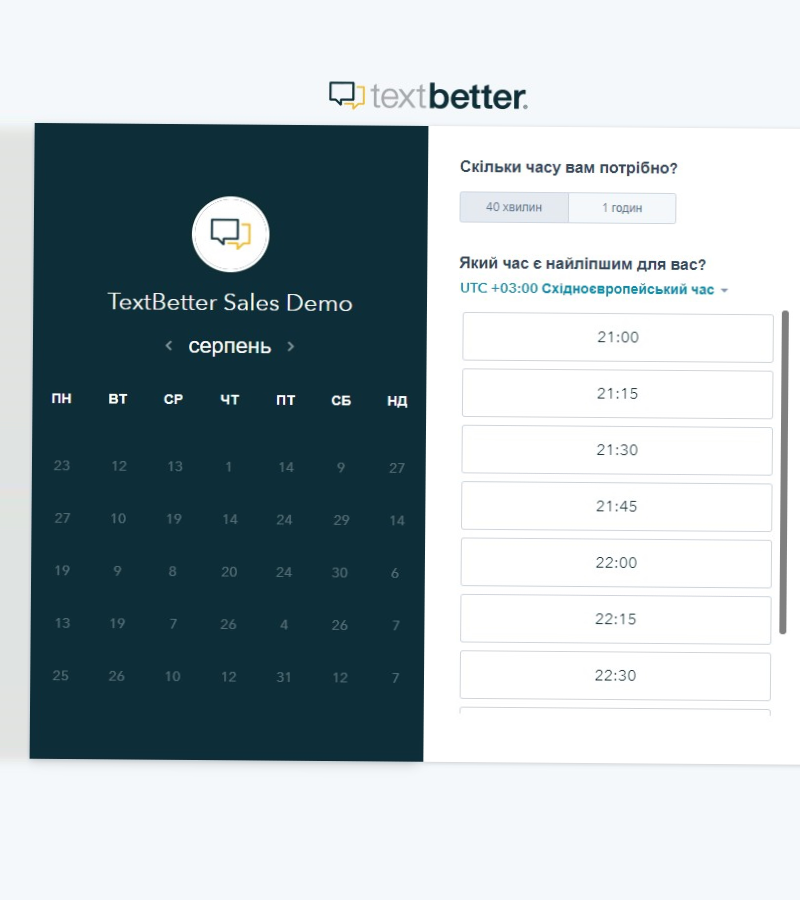 textbetter.
TextBetter Sales Demo
серпень
ПН ВТ СР ЧТ ПТ СБ НД
23 12 13 1 14 9 27
27 10 19 14 24 29 14
19 9 8 20 24 30 6
13 19 7 26 4 26 7
25 26 10 12 31 12 7
Скільки часу вам потрібно?
40 хвилин 1 годин
Який час є найліпшим для вас?
UTC +03:00 Східноєвропейський час
21:00
21:15
21:30
21:45
22:00
22:15
22:30